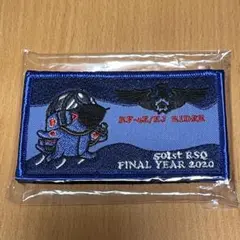 RF-4E/EJ RIDER
501st RSQ
FINAL YEAR 2020